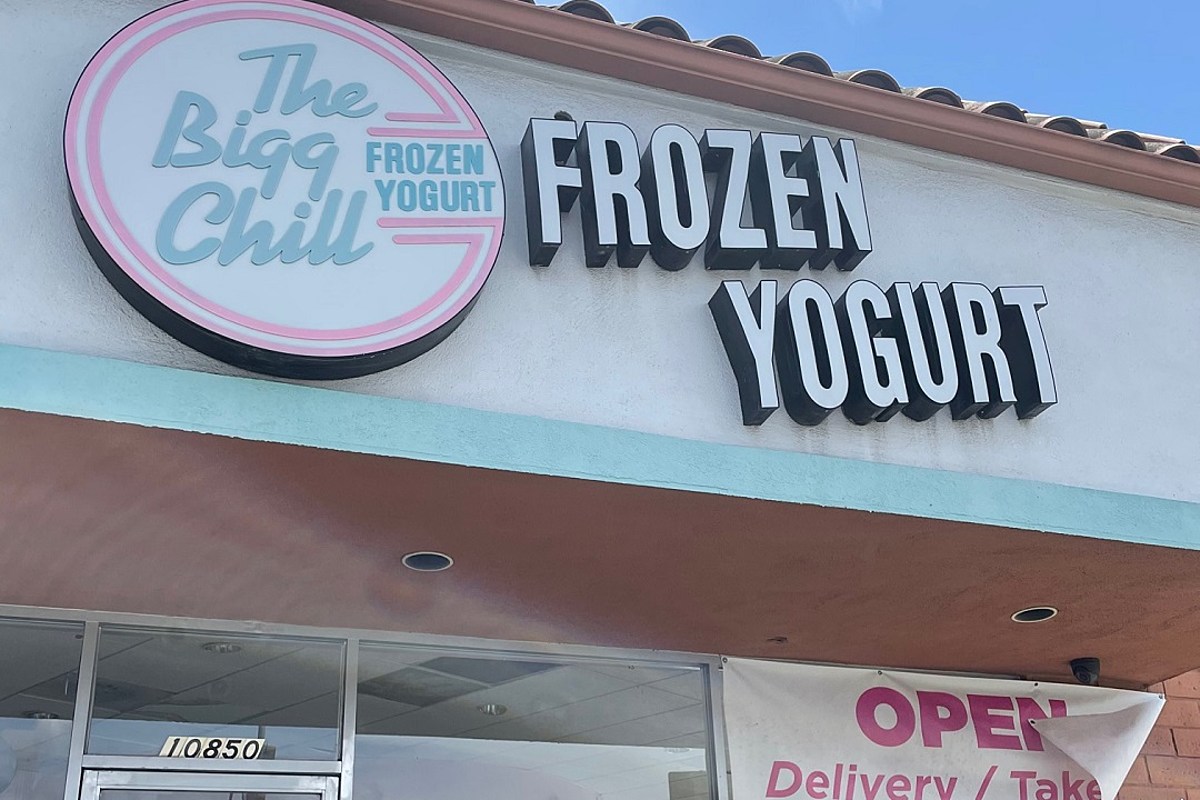 The
Bigg
Chill
FROZEN
YOGURT
FROZEN
YOGURT
10850
OPEN
Delivery / Take